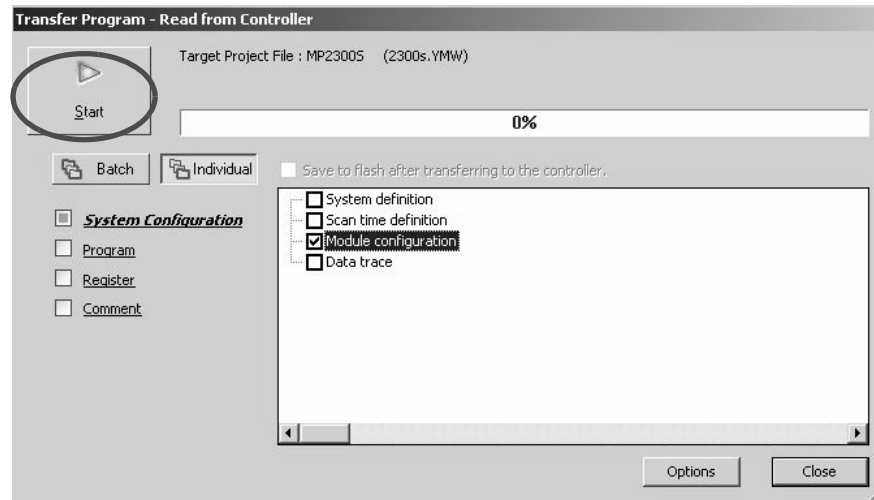 Transfer Program - Read from Controller
Target Project File : MP2300S (2300s.YMW)
Start
0%
Batch
Individual
Save to flash after transferring to the controller.
System Configuration
Program
Register
Comment
System definition
Scan time definition
Module configuration
Data trace
Options
Close